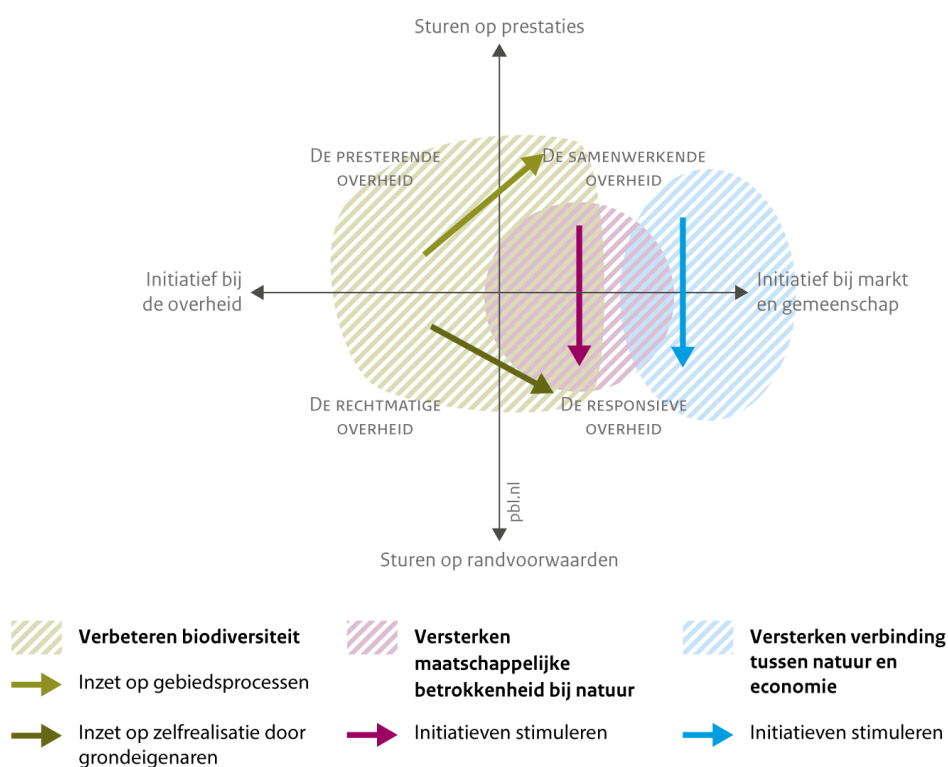 Sturen op prestaties
De presterende
overheid
De samenwerkende
overheid
Initiatief bij
de overheid
Initiatief bij markt
en gemeenschap
De rechtmatige
overheid
De responsieve
overheid
pbl.nl
Sturen op randvoorwaarden
Verbeteren biodiversiteit
Inzet op gebiedsprocessen
Inzet op zelfrealisatie door
grondeigenaren
Versterken
maatschappelijke
betrokkenheid bij natuur
Initiatieven stimuleren
Versterken verbinding
tussen natuur en
economie
Initiatieven stimuleren